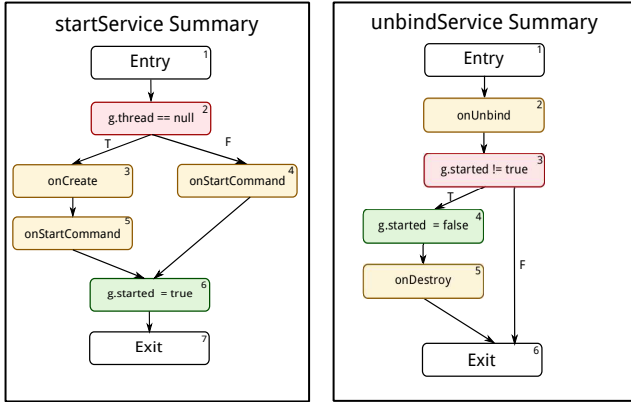 startService Summary
Entry 1
g.thread == null 2
T F
onCreate 3
onStartCommand 4
onStartCommand 5
g.started = true 6
Exit 7
unbindService Summary
Entry 1
onUnbind 2
g.started != true 3
T
g.started = false 4
F
onDestroy 5
Exit 6